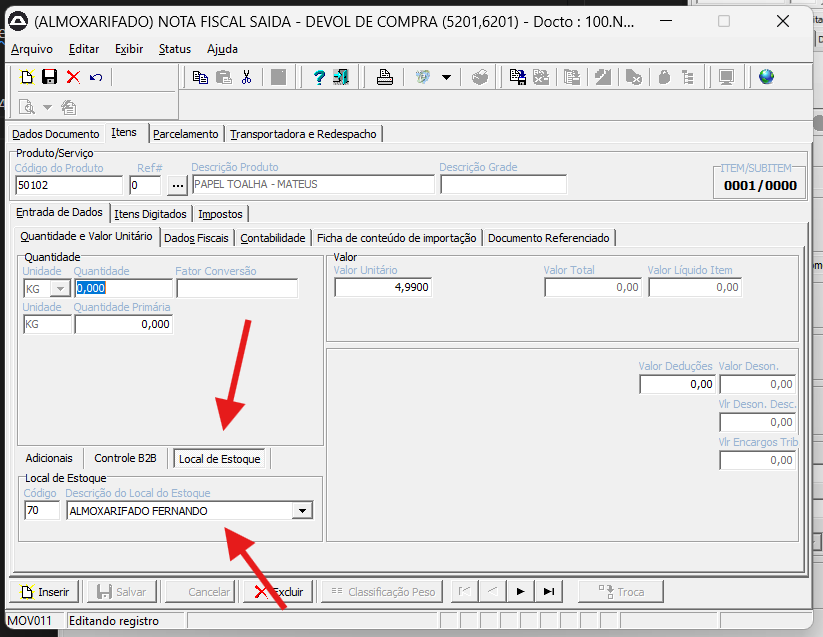 (ALMOXARIFADO) NOTA FISCAL SAIDA - DEVOL DE COMPRA (5201,6201) - Docto : 100.N...
Arquivo Editar Exibir Status Ajuda
Dados Documento Itens Parcelamento Transportadora e Redespacho
Produto/Serviço
Código do Produto Ref# Descrição Produto Descrição Grade ITEM/SUBITEM
50102 0 ... PAPEL TOALHA - MATEUS 0001/0000
Entrada de Dados Itens Digitados Impostos
Quantidade e Valor Unitário Dados Fiscais Contabilidade Ficha de conteúdo de importação Documento Referenciado
Quantidade Valor
Unidade Quantidade Fator Conversão Valor Unitário Valor Total Valor Líquido Item
KG 0,000 4,9900 0,00 0,00
Unidade Quantidade Primária
KG 0,000
Valor Deduções Valor Deson.
0,00 0,00
Vlr Deson. Desc.
0,00
Vlr Encargos Trib
0,00
Adicionais Controle B2B Local de Estoque
Local de Estoque
Código Descrição do Local do Estoque
70 ALMOXARIFADO FERNANDO
Inserir Salvar Cancelar Excluir Classificação Peso Troca
MOV011 Editando registro